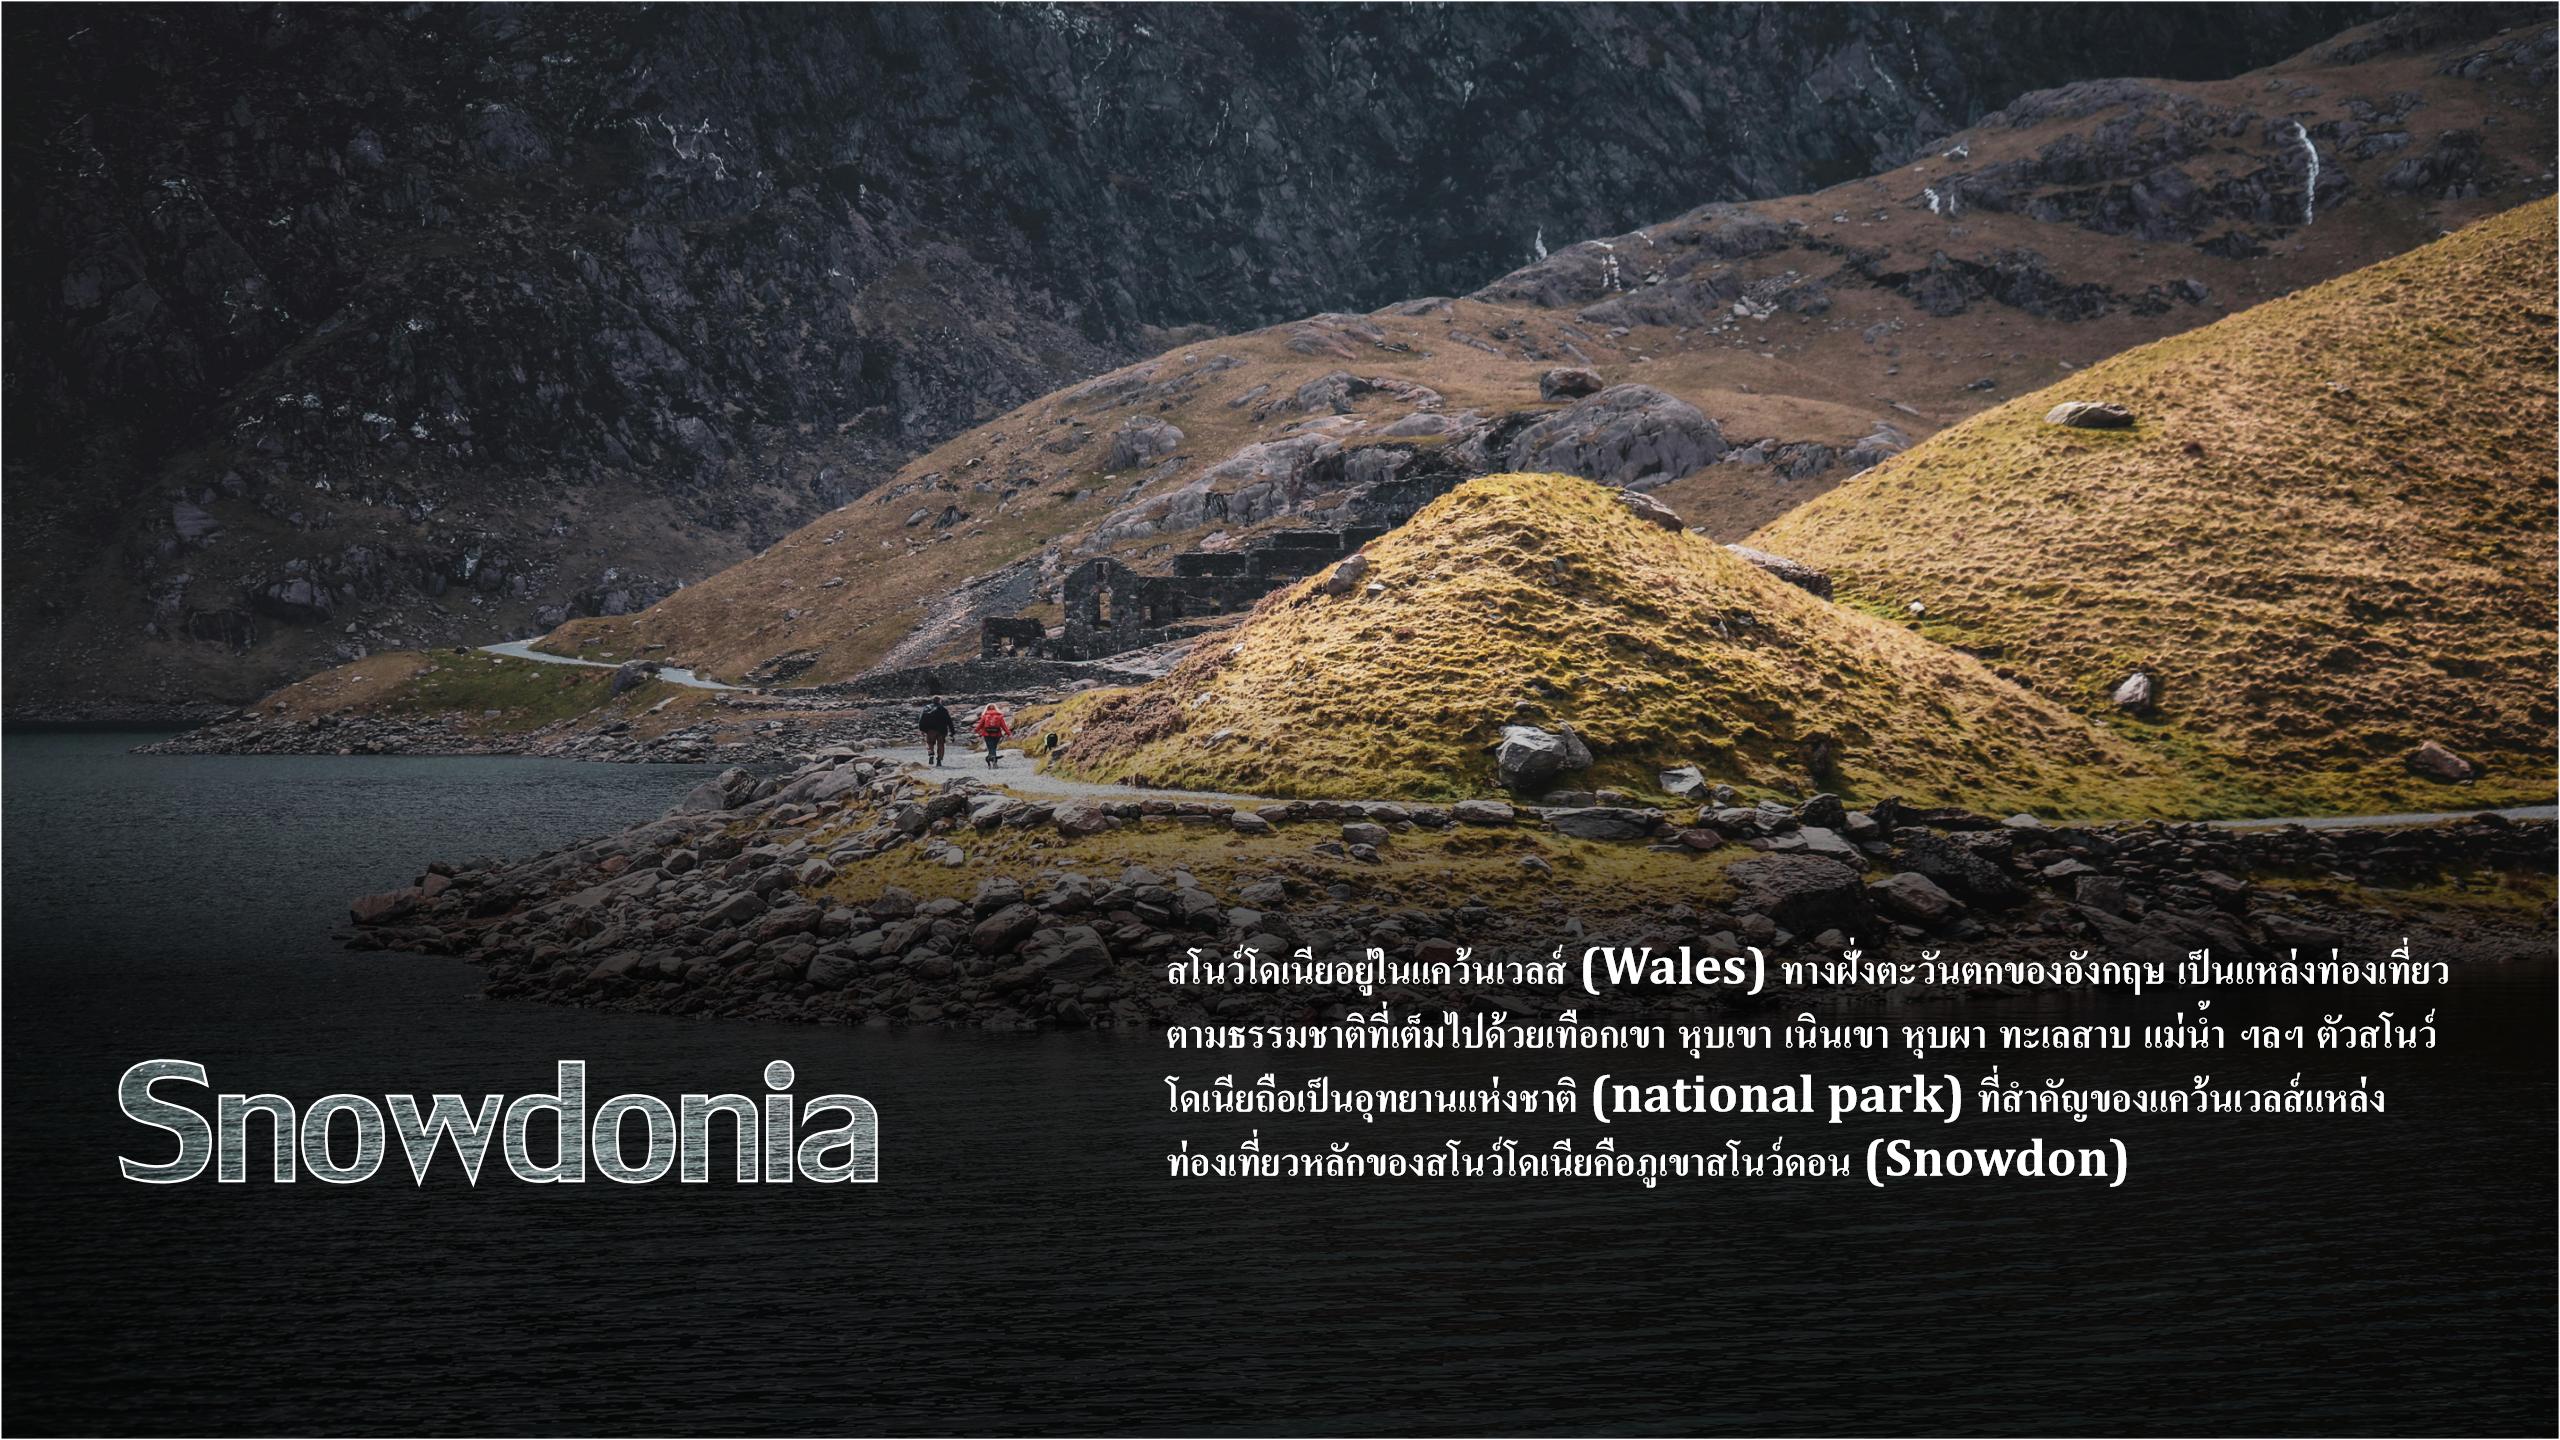 Snowdonia
สโนว์โดเนียอยู่ในแคว้นเวลส์ (Wales) ทางฝั่งตะวันตกของอังกฤษ เป็นแหล่งท่องเที่ยว
ตามธรรมชาติที่เต็มไปด้วยเทือกเขา หุบเขา เนินเขา หุบผา ทะเลสาบ แม่น้ำ ฯลฯ ตัวสโนว์
โดเนียถือเป็นอุทยานแห่งชาติ (national park) ที่สำคัญของแคว้นเวลส์แหล่ง
ท่องเที่ยวหลักของสโนว์โดเนียคือภูเขาสโนว์ดอน (Snowdon)